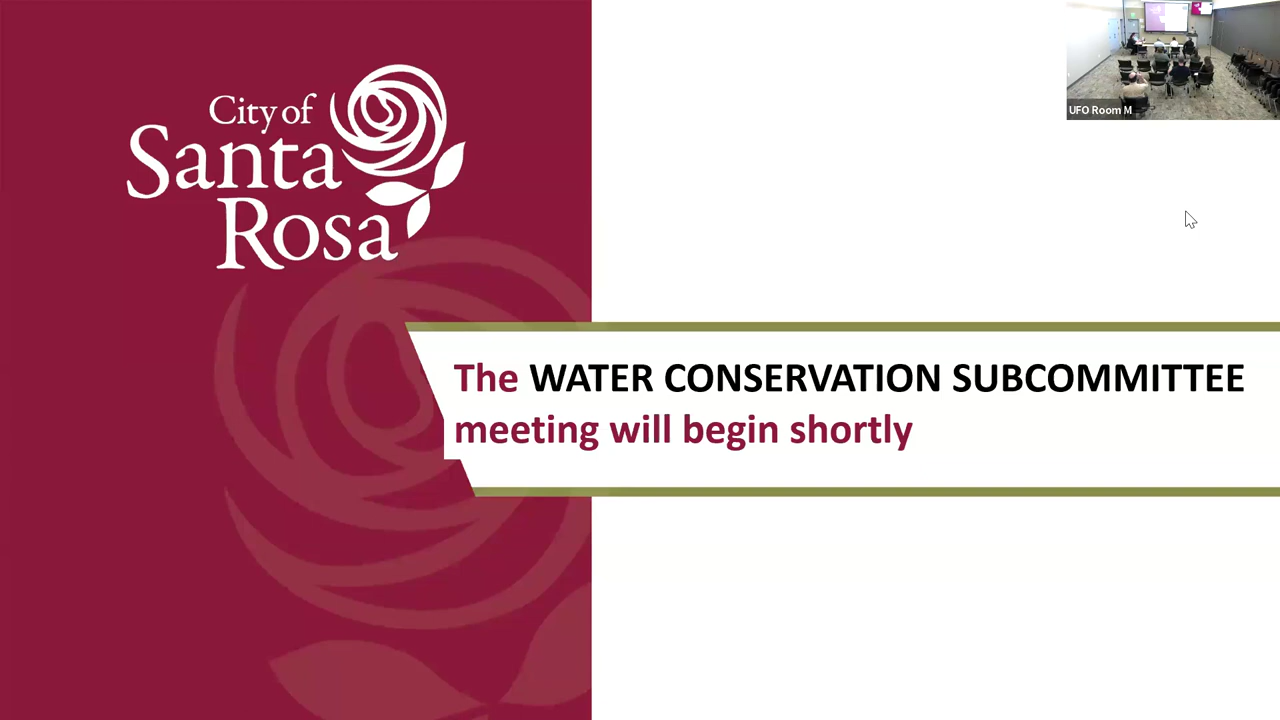 City of
Santa
Rosa
UFO Room M
The WATER CONSERVATION SUBCOMMITTEE
meeting will begin shortly